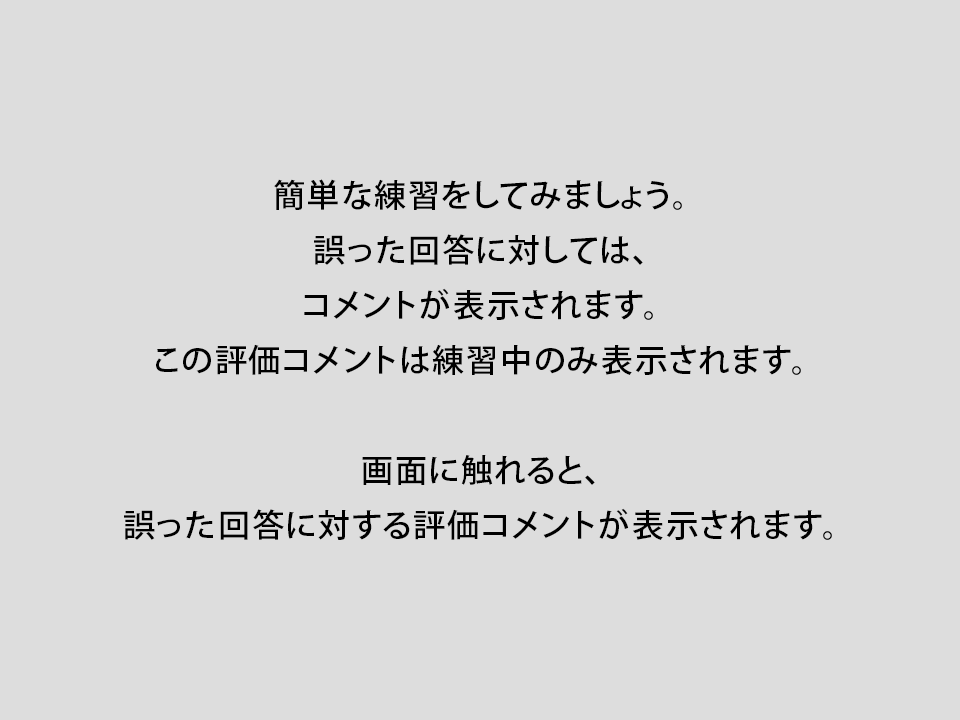 簡単な練習をしてみましょう。
誤った回答に対しては、
コメントが表示されます。
この評価コメントは練習中のみ表示されます。
画面に触れると、
誤った回答に対する評価コメントが表示されます。